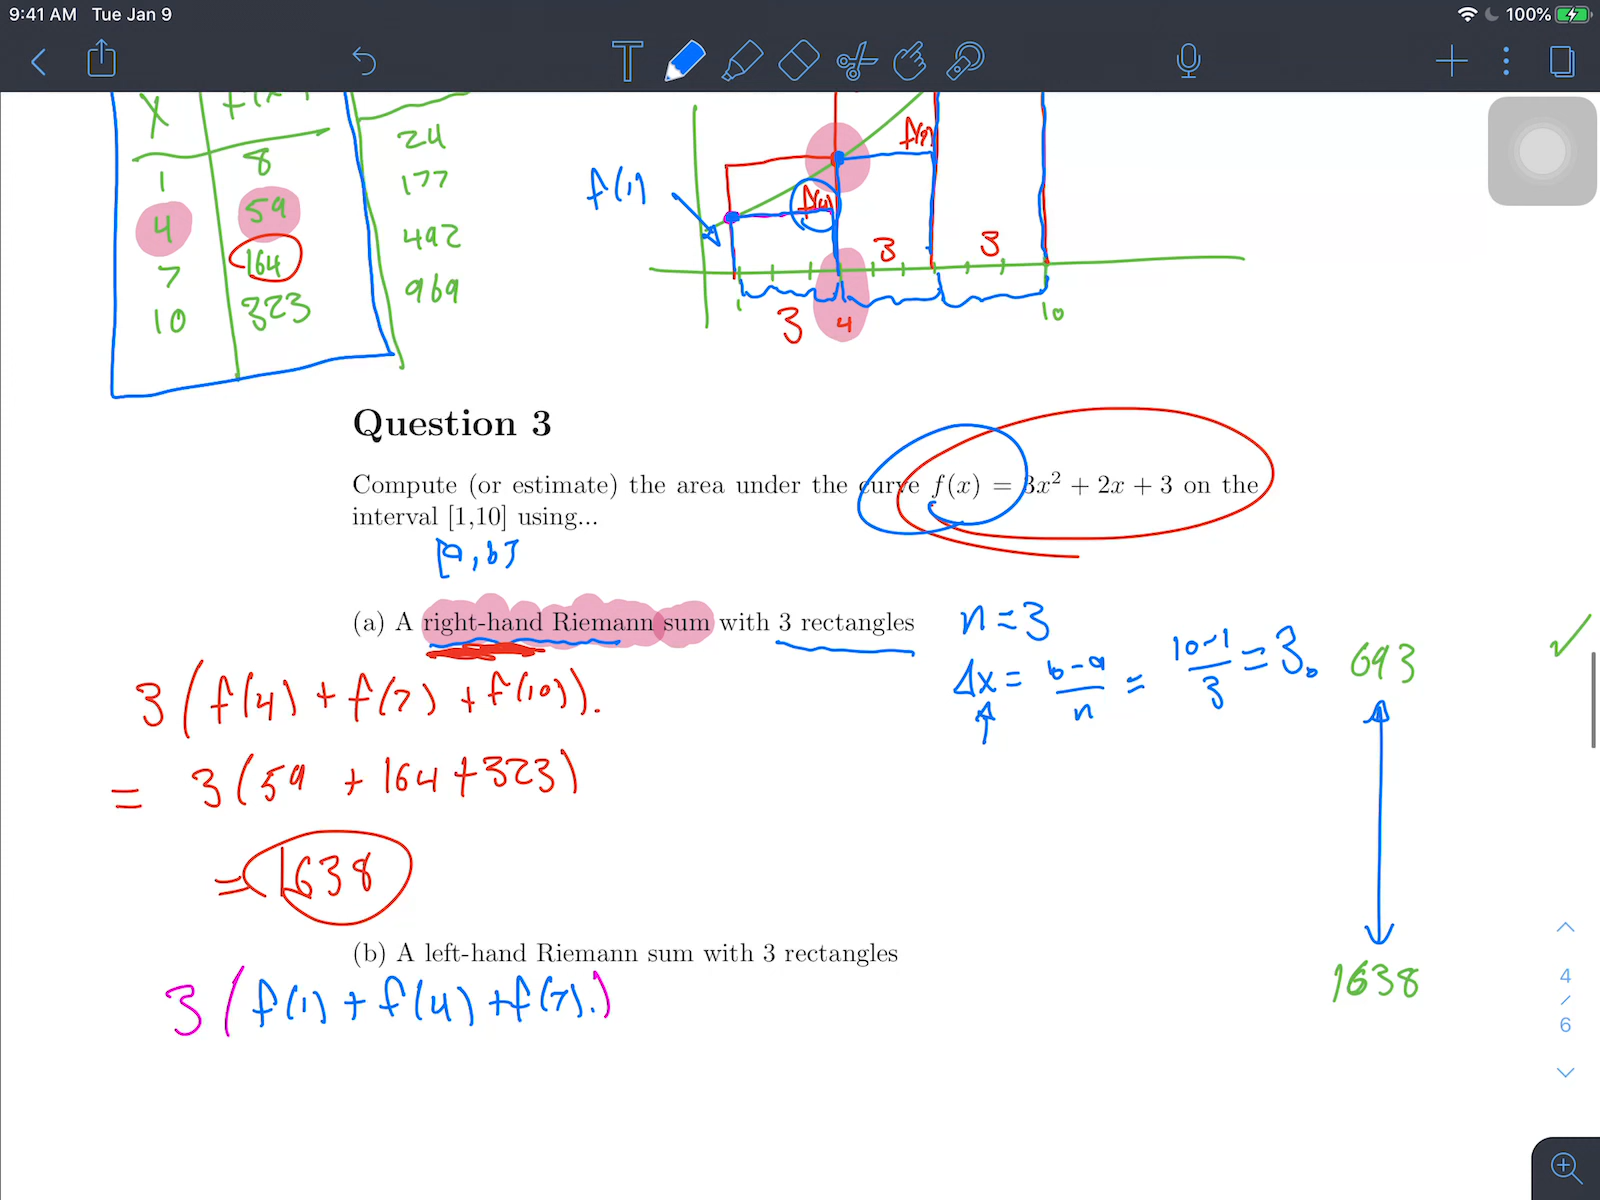 9:41 AM Tue Jan 9
100%
T
X f(x)
1 8 24
4 59 177
7 164 492
10 323 969
f(1)
f(4)
f(7)
3
3
3
1
4
10
Question 3
Compute (or estimate) the area under the curve f(x) = 3x² + 2x + 3 on the
interval [1,10] using...
[a, b]
(a) A right-hand Riemann sum with 3 rectangles
n = 3
Δx = b-a/n = 10-1/3 = 3.
693
1638
3(f(4) + f(7) + f(10)).
= 3(59 + 164 + 323)
= 1638
(b) A left-hand Riemann sum with 3 rectangles
3(f(1) + f(4) + f(7).)
4
/
6